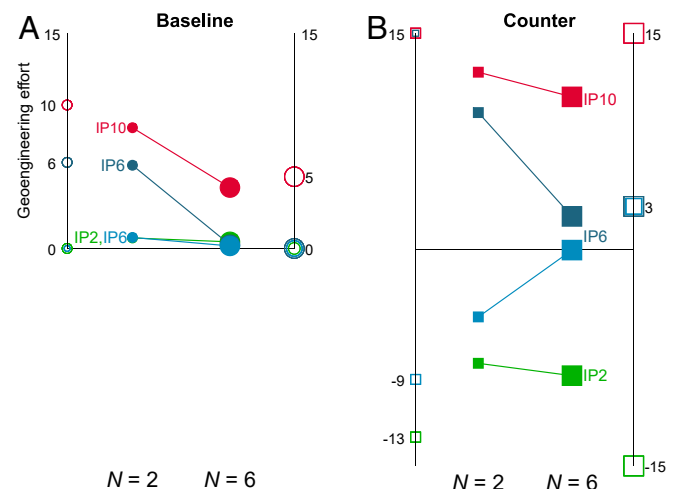 A
Baseline
B
Counter
15
15
15
15
Geoengineering effort
10
IP10
IP10
6
IP6
5
3
IP2,IP6
IP6
0
0
-9
IP2
-13
-15
N = 2
N = 6
N = 2
N = 6